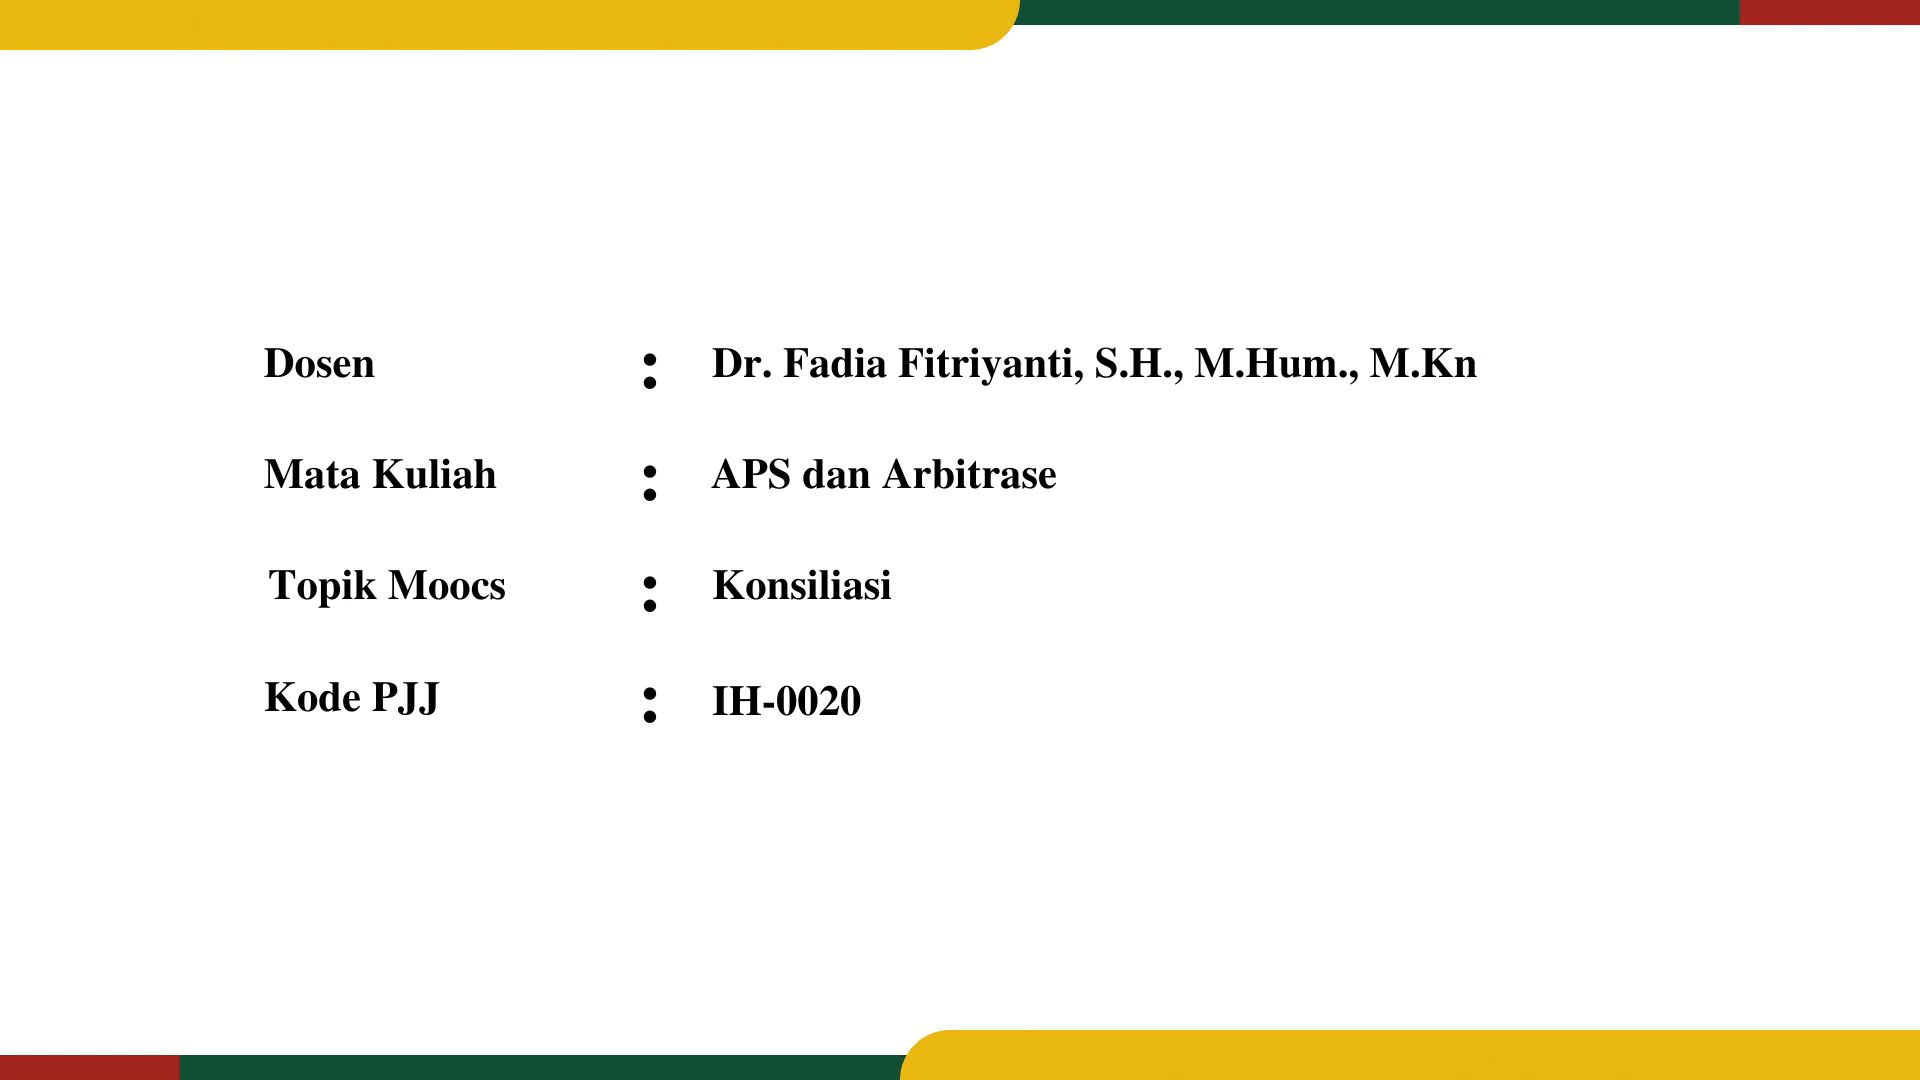 Dosen : Dr. Fadia Fitriyanti, S.H., M.Hum., M.Kn
Mata Kuliah : APS dan Arbitrase
Topik Moocs : Konsiliasi
Kode PJJ : IH-0020